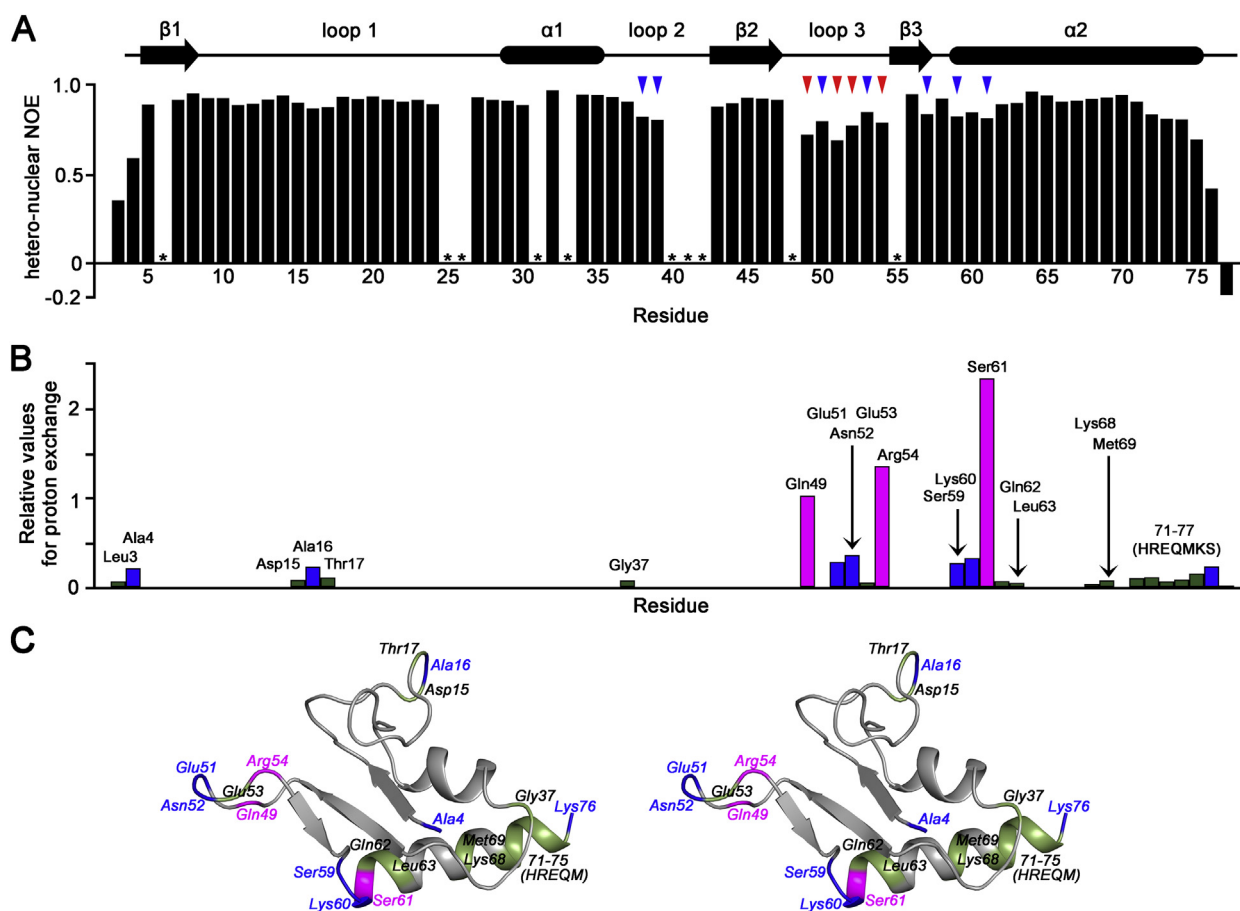 A
β1 loop 1 α1 loop 2 β2 loop 3 β3 α2
hetero-nuclear NOE
1.0
0.5
0
-0.2
* * * * * * * * * *
5 10 15 20 25 30 35 40 45 50 55 60 65 70 75
Residue
B
Relative values
for proton exchange
2
1
0
Leu3
Ala4
Asp15
Ala16
Thr17
Gly37
Gln49
Glu51
Asn52
Glu53
Arg54
Ser59
Lys60
Ser61
Gln62
Leu63
Lys68
Met69
71-77
(HREQMKS)
Residue
C
Thr17
Ala16
Asp15
Glu51
Arg54
Asn52
Glu53
Gln49
Gly37
Lys76
Ala4
Gln62
Met69
Leu63
Lys68
Ser59
71-75
(HREQM)
Lys60
Ser61
Thr17
Ala16
Asp15
Glu51
Arg54
Asn52
Glu53
Gln49
Gly37
Lys76
Ala4
Gln62
Met69
Leu63
Lys68
Ser59
71-75
(HREQM)
Lys60
Ser61